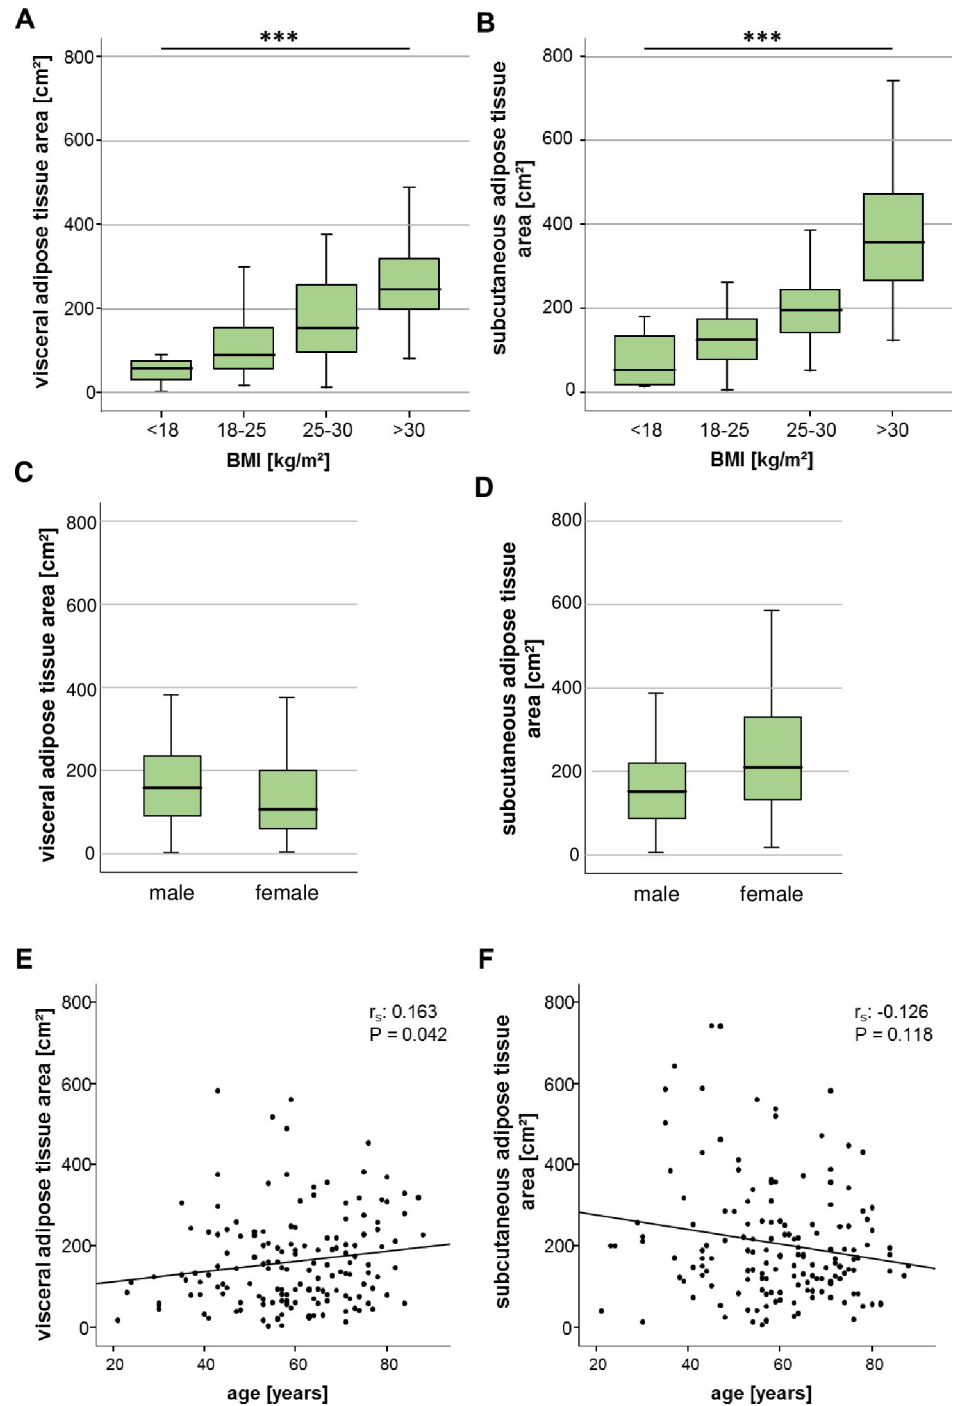 A
***
visceral adipose tissue area [cm²]
800
600
400
200
0
<18 18-25 25-30 >30
BMI [kg/m²]
B
***
subcutaneous adipose tissue
area [cm²]
800
600
400
200
0
<18 18-25 25-30 >30
BMI [kg/m²]
C
visceral adipose tissue area [cm²]
800
600
400
200
0
male female
D
subcutaneous adipose tissue
area [cm²]
800
600
400
200
0
male female
E
visceral adipose tissue area [cm²]
rₛ: 0.163
P = 0.042
800
600
400
200
0
20 40 60 80
age [years]
F
subcutaneous adipose tissue
area [cm²]
rₛ: -0.126
P = 0.118
800
600
400
200
0
20 40 60 80
age [years]